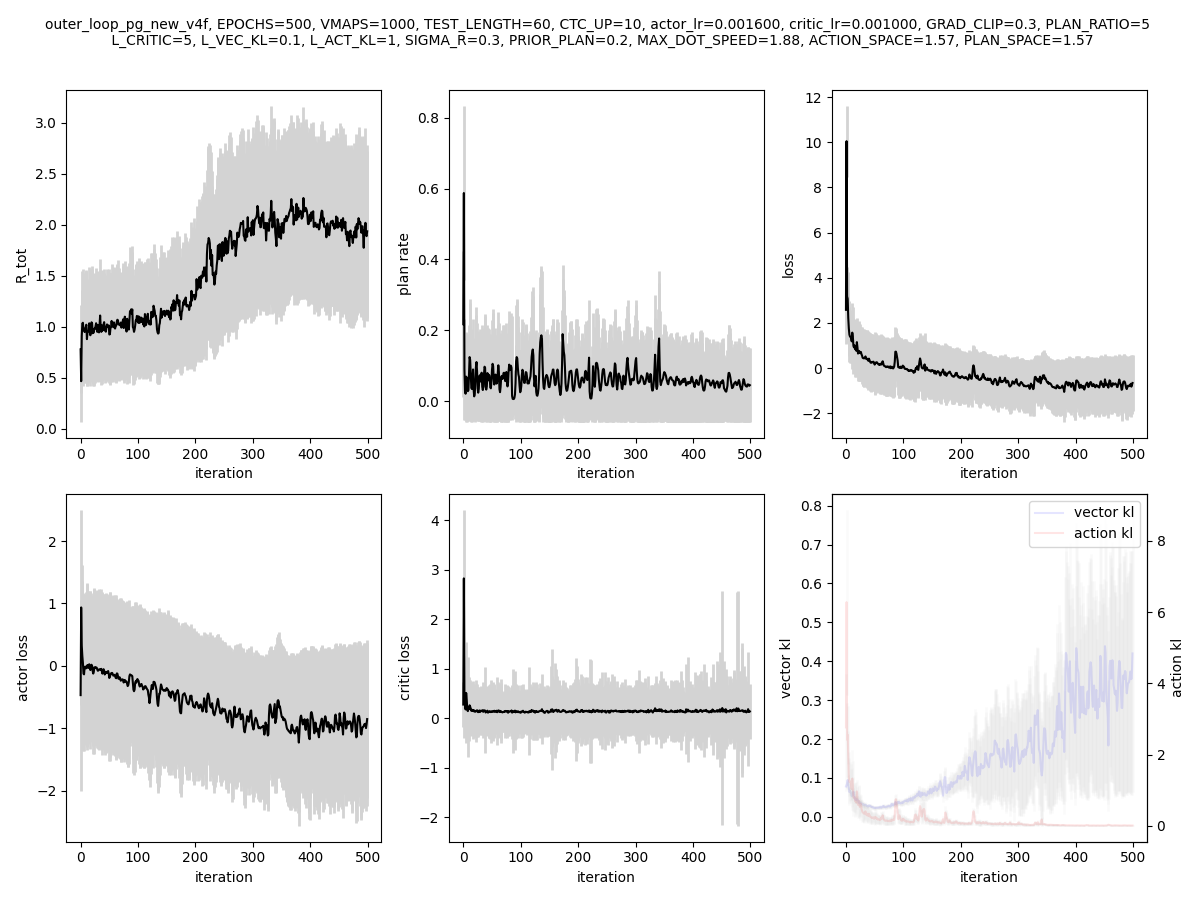 outer_loop_pg_new_v4f, EPOCHS=500, VMAPS=1000, TEST_LENGTH=60, CTC_UP=10, actor_lr=0.001600, critic_lr=0.001000, GRAD_CLIP=0.3, PLAN_RATIO=5
L_CRITIC=5, L_VEC_KL=0.1, L_ACT_KL=1, SIGMA_R=0.3, PRIOR_PLAN=0.2, MAX_DOT_SPEED=1.88, ACTION_SPACE=1.57, PLAN_SPACE=1.57
R_tot
3.0
2.5
2.0
1.5
1.0
0.5
0.0
0 100 200 300 400 500
iteration
plan rate
0.8
0.6
0.4
0.2
0.0
0 100 200 300 400 500
iteration
loss
12
10
8
6
4
2
0
−2
0 100 200 300 400 500
iteration
actor loss
2
1
0
−1
−2
0 100 200 300 400 500
iteration
critic loss
4
3
2
1
0
−1
−2
0 100 200 300 400 500
iteration
vector kl
0.8
0.7
0.6
0.5
0.4
0.3
0.2
0.1
0.0
0 100 200 300 400 500
iteration
vector kl
action kl
8
6
4
2
0
action kl